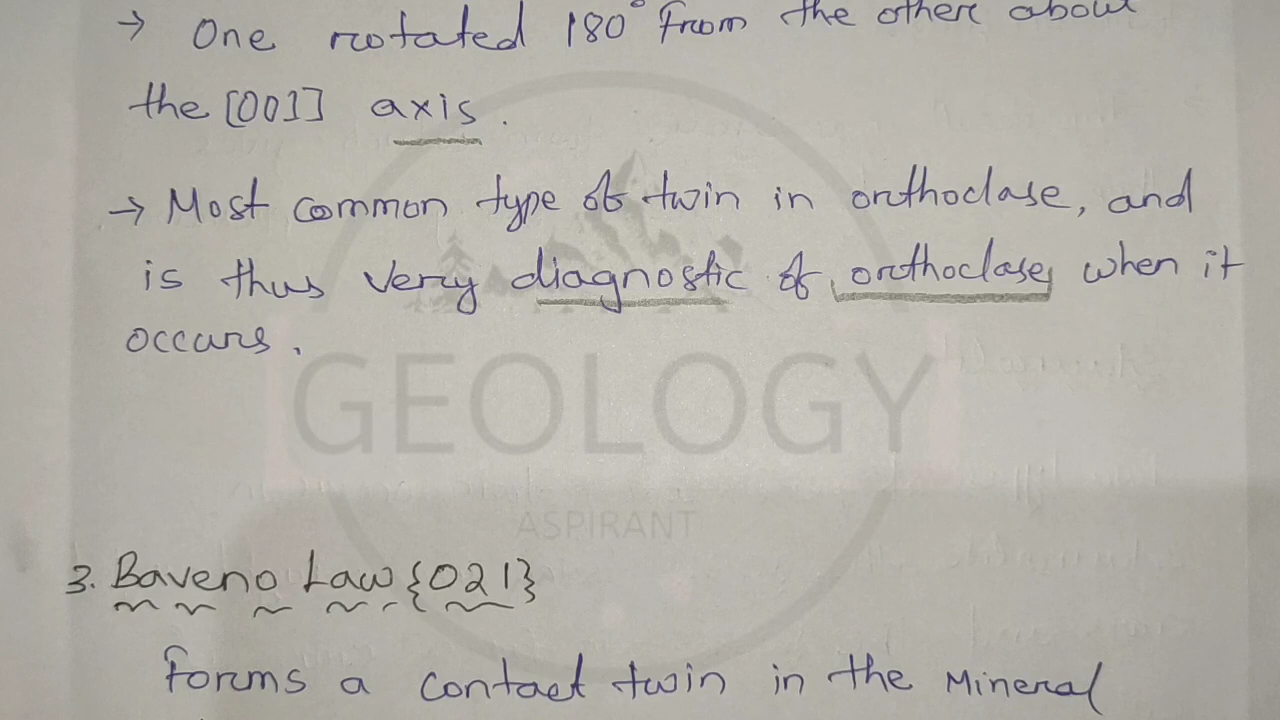 → One rotated 180° from the other about
the [001] axis.
→ Most common type of twin in orthoclase, and
is thus very diagnostic of orthoclase, when it
occurs.
GEOLOGY
ASPIRANT
3. Baveno Law {021}
forms a contact twin in the Mineral